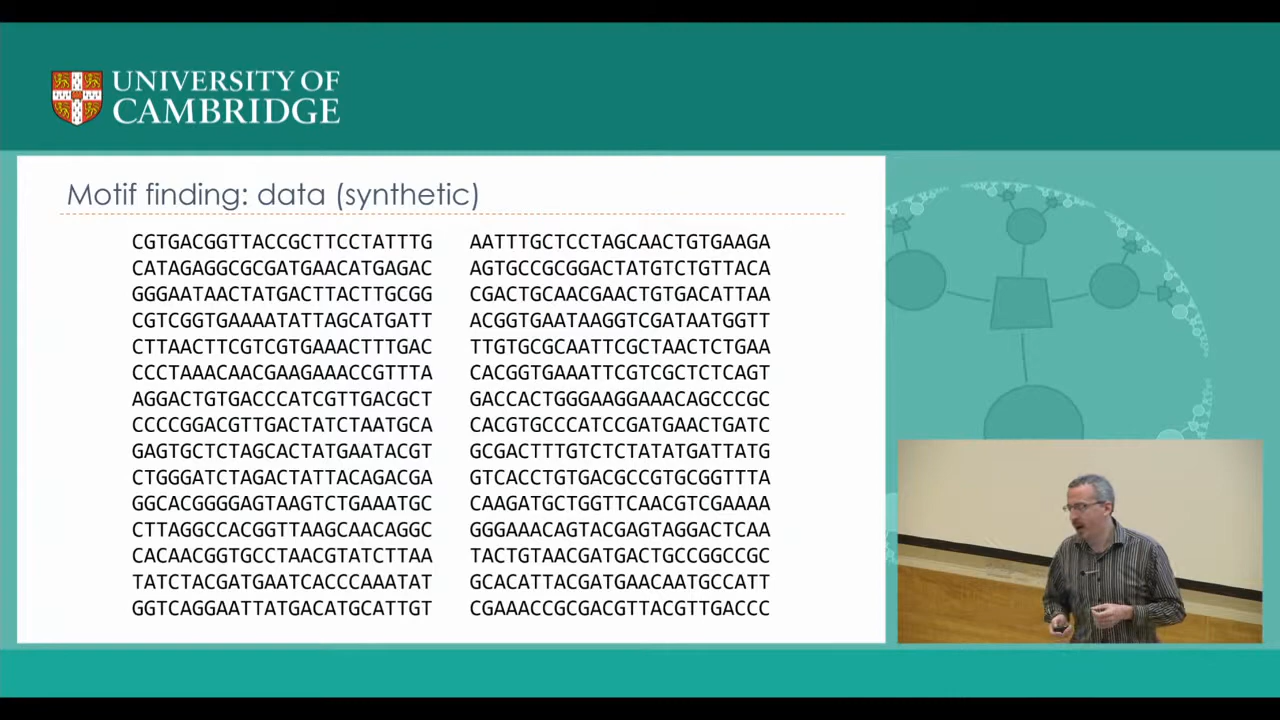 UNIVERSITY OF
CAMBRIDGE
Motif finding: data (synthetic)
CGTGACGGTTACCGCTTCCTATTTG AATTTGCTCCTAGCAACTGTGAAGA
CATAGAGGCGCGATGAACATGAGAC AGTGCCGCGGACTATGTCTGTTACA
GGGAATAACTATGACTTACTTGCGG CGACTGCAACGAACTGTGACATTAA
CGTCGGTGAAAATATTAGCATGATT ACGGTGAATAAGGTCGATAATGGTT
CTTAACTTCGTCGTGAAACTTTGAC TTGTGCGCAATTCGCTAACTCTGAA
CCCTAAACAACGAAGAAACCGTTTA CACGGTGAAATTCGTCGCTCTCAGT
AGGACTGTGACCCATCGTTGACGCT GACCACTGGGAAGGAAACAGCCCGC
CCCCGGACGTTGACTATCTAATGCA CACGTGCCCATCCGATGAACTGATC
GAGTGCTCTAGCACTATGAATACGT GCGACTTTGTCTCTATATGATTATG
CTGGGATCTAGACTATTACAGACGA GTCACCTGTGACGCCGTGCGGTTTA
GGCACGGGGAGTAAGTCTGAAATGC CAAGATGCTGGTTCAACGTCGAAAA
CTTAGGCCACGGTTAAGCAACAGGC GGGAAACAGTACGAGTAGGACTCAA
CACAACGGTGCCTAACGTATCTTAA TACTGTAACGATGACTGCCGGCCGC
TATCTACGATGAATCACCCAAATAT GCACATTACGATGAACAATGCCATT
GGTCAGGAATTATGACATGCATTGT CGAAACCGCGACGTTACGTTGACCC